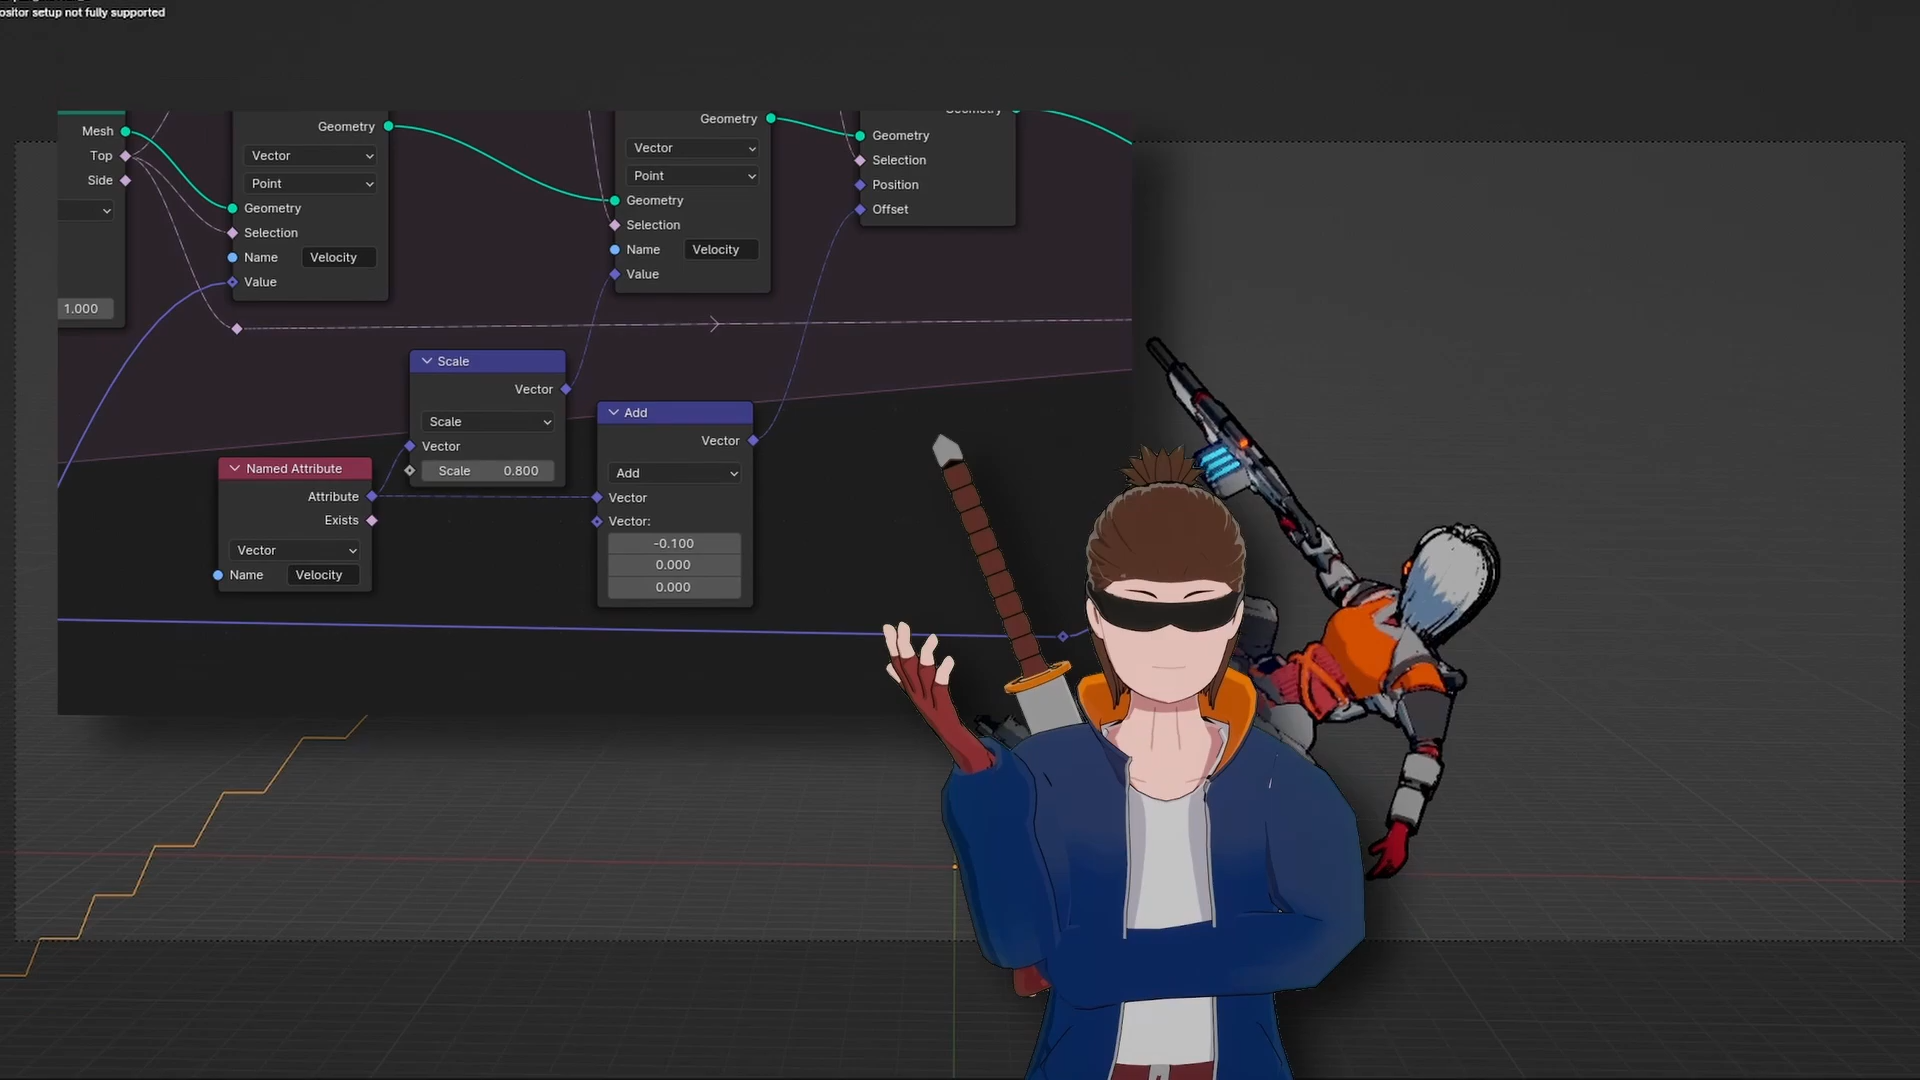 ositor setup not fully supported
Mesh
Top
Side
1.000
Geometry
Vector
Point
Geometry
Selection
Name Velocity
Value
Geometry
Vector
Point
Geometry
Selection
Name Velocity
Value
Geometry
Geometry
Selection
Position
Offset
Scale
Vector
Scale
Vector
Scale 0.800
Add
Vector
Add
Vector
Vector:
-0.100
0.000
0.000
Named Attribute
Attribute
Exists
Vector
Name Velocity